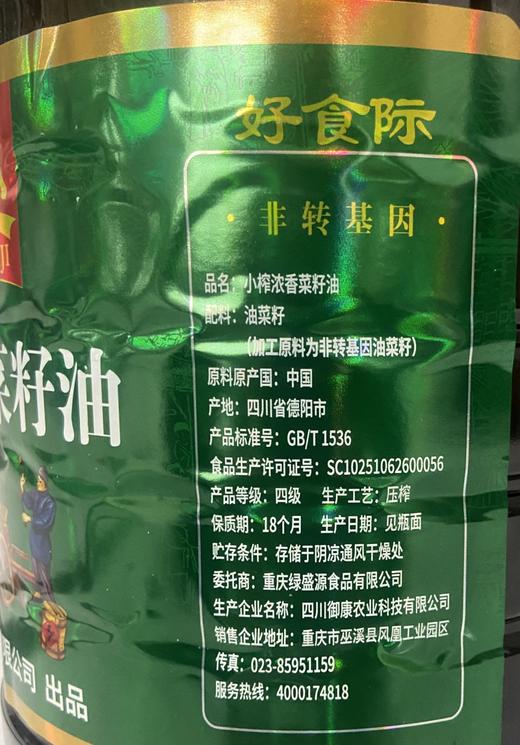 好食际
·非转基因·
品名：小榨浓香菜籽油
配料：油菜籽
（加工原料为非转基因油菜籽）
原料原产国：中国
产地：四川省德阳市
产品标准号：GB/T 1536
食品生产许可证号：SC10251062600056
产品等级：四级 生产工艺：压榨
保质期：18个月 生产日期：见瓶面
贮存条件：存储于阴凉通风干燥处
委托商：重庆绿盛源食品有限公司
生产企业名称：四川御康农业科技有限公司
销售企业地址：重庆市巫溪县凤凰工业园区
传真：023-85951159
服务热线：4000174818
JI
菜籽油
限公司 出品